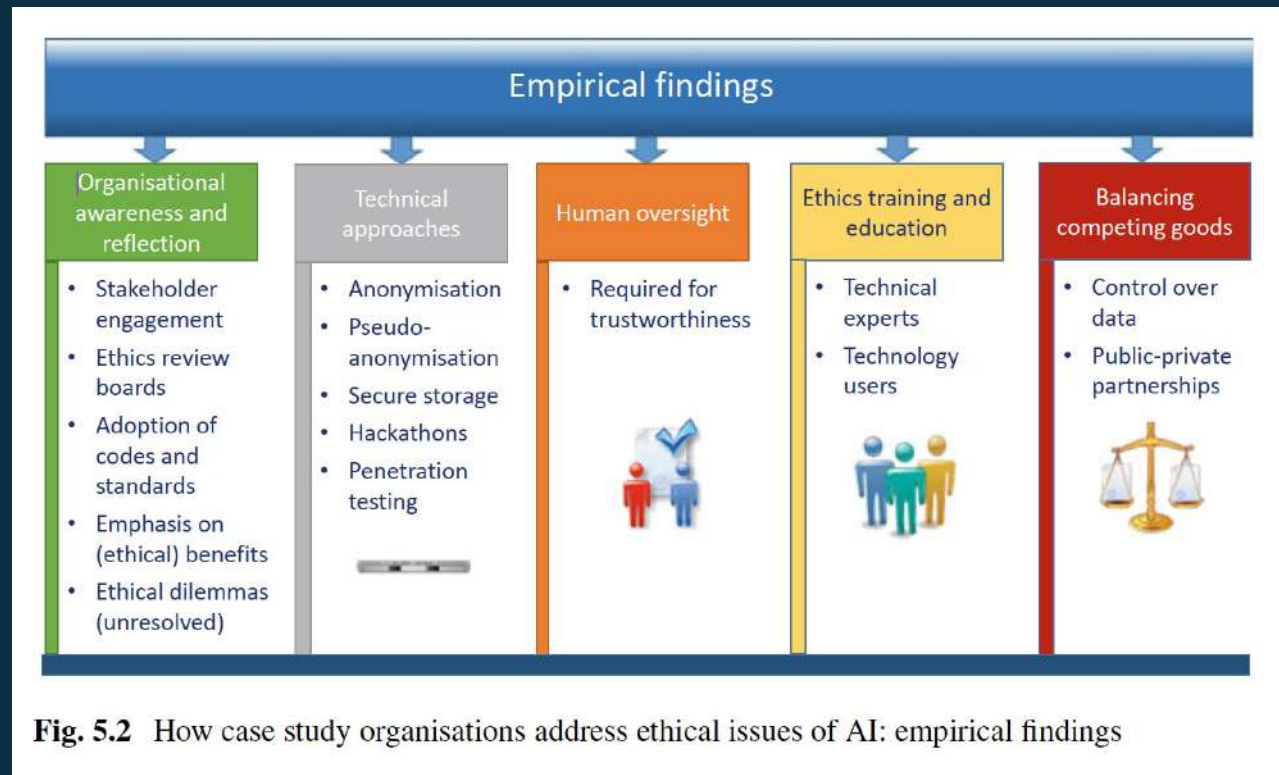 Empirical findings
Organisational
awareness and
reflection
• Stakeholder
engagement
• Ethics review
boards
• Adoption of
codes and
standards
• Emphasis on
(ethical) benefits
• Ethical dilemmas
(unresolved)
Technical
approaches
• Anonymisation
• Pseudo-
anonymisation
• Secure storage
• Hackathons
• Penetration
testing
Human oversight
• Required for
trustworthiness
Ethics training and
education
• Technical
experts
• Technology
users
Balancing
competing goods
• Control over
data
• Public-private
partnerships
Fig. 5.2 How case study organisations address ethical issues of AI: empirical findings